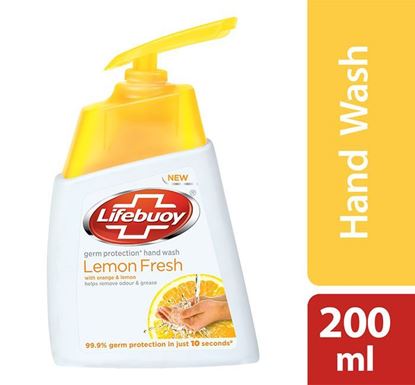 NEW
Lifebuoy
germ protection* hand wash
Lemon Fresh
with orange & lemon
helps remove odour & grease
99.9% germ protection in just 10 seconds*
Hand Wash
200
ml